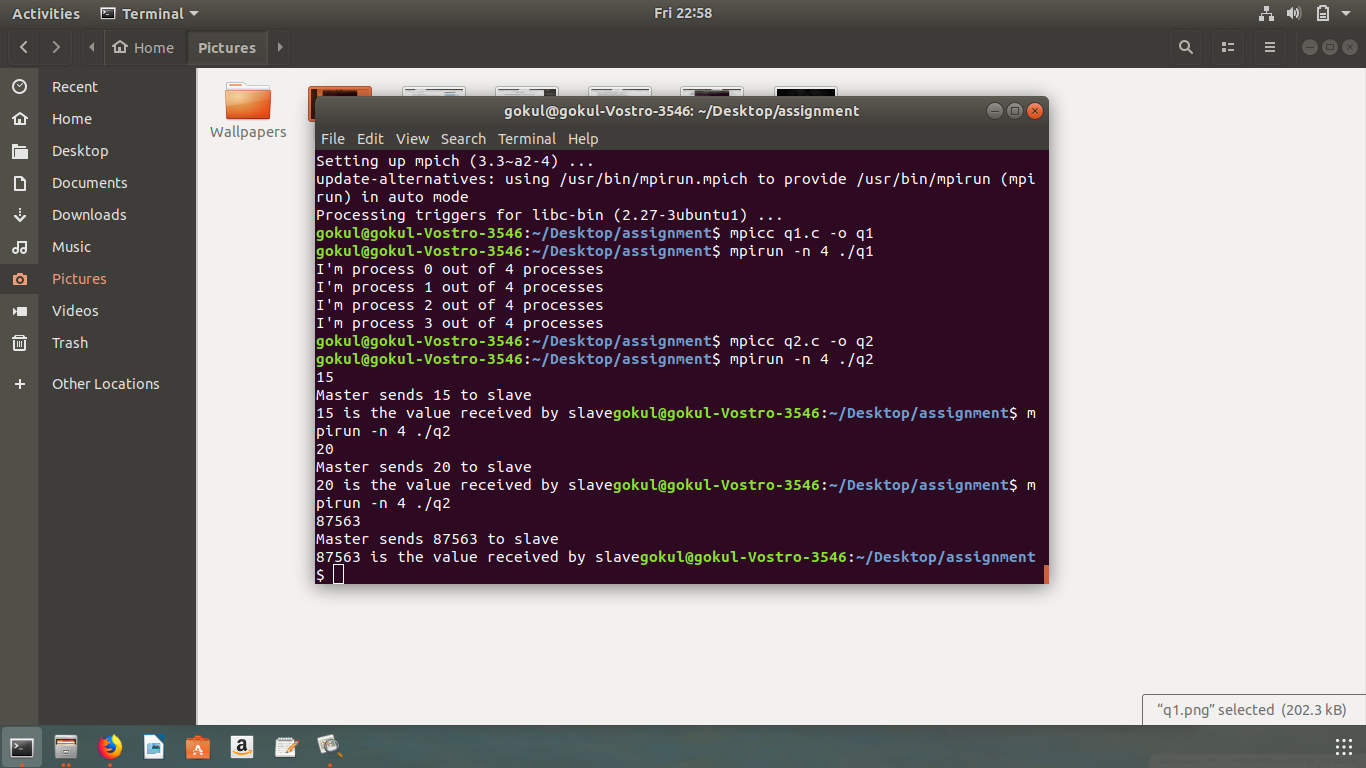 Activities
Terminal
Fri 22:58
Home
Pictures
Recent
Home
Desktop
Documents
Downloads
Music
Pictures
Videos
Trash
Other Locations
Wallpapers
gokul@gokul-Vostro-3546: ~/Desktop/assignment
File Edit View Search Terminal Help
Setting up mpich (3.3~a2-4) ...
update-alternatives: using /usr/bin/mpirun.mpich to provide /usr/bin/mpirun (mpi
run) in auto mode
Processing triggers for libc-bin (2.27-3ubuntu1) ...
gokul@gokul-Vostro-3546:~/Desktop/assignment$ mpicc q1.c -o q1
gokul@gokul-Vostro-3546:~/Desktop/assignment$ mpirun -n 4 ./q1
I'm process 0 out of 4 processes
I'm process 1 out of 4 processes
I'm process 2 out of 4 processes
I'm process 3 out of 4 processes
gokul@gokul-Vostro-3546:~/Desktop/assignment$ mpicc q2.c -o q2
gokul@gokul-Vostro-3546:~/Desktop/assignment$ mpirun -n 4 ./q2
15
Master sends 15 to slave
15 is the value received by slavegokul@gokul-Vostro-3546:~/Desktop/assignment$ m
pirun -n 4 ./q2
20
Master sends 20 to slave
20 is the value received by slavegokul@gokul-Vostro-3546:~/Desktop/assignment$ m
pirun -n 4 ./q2
87563
Master sends 87563 to slave
87563 is the value received by slavegokul@gokul-Vostro-3546:~/Desktop/assignment
$
“q1.png” selected (202.3 kB)